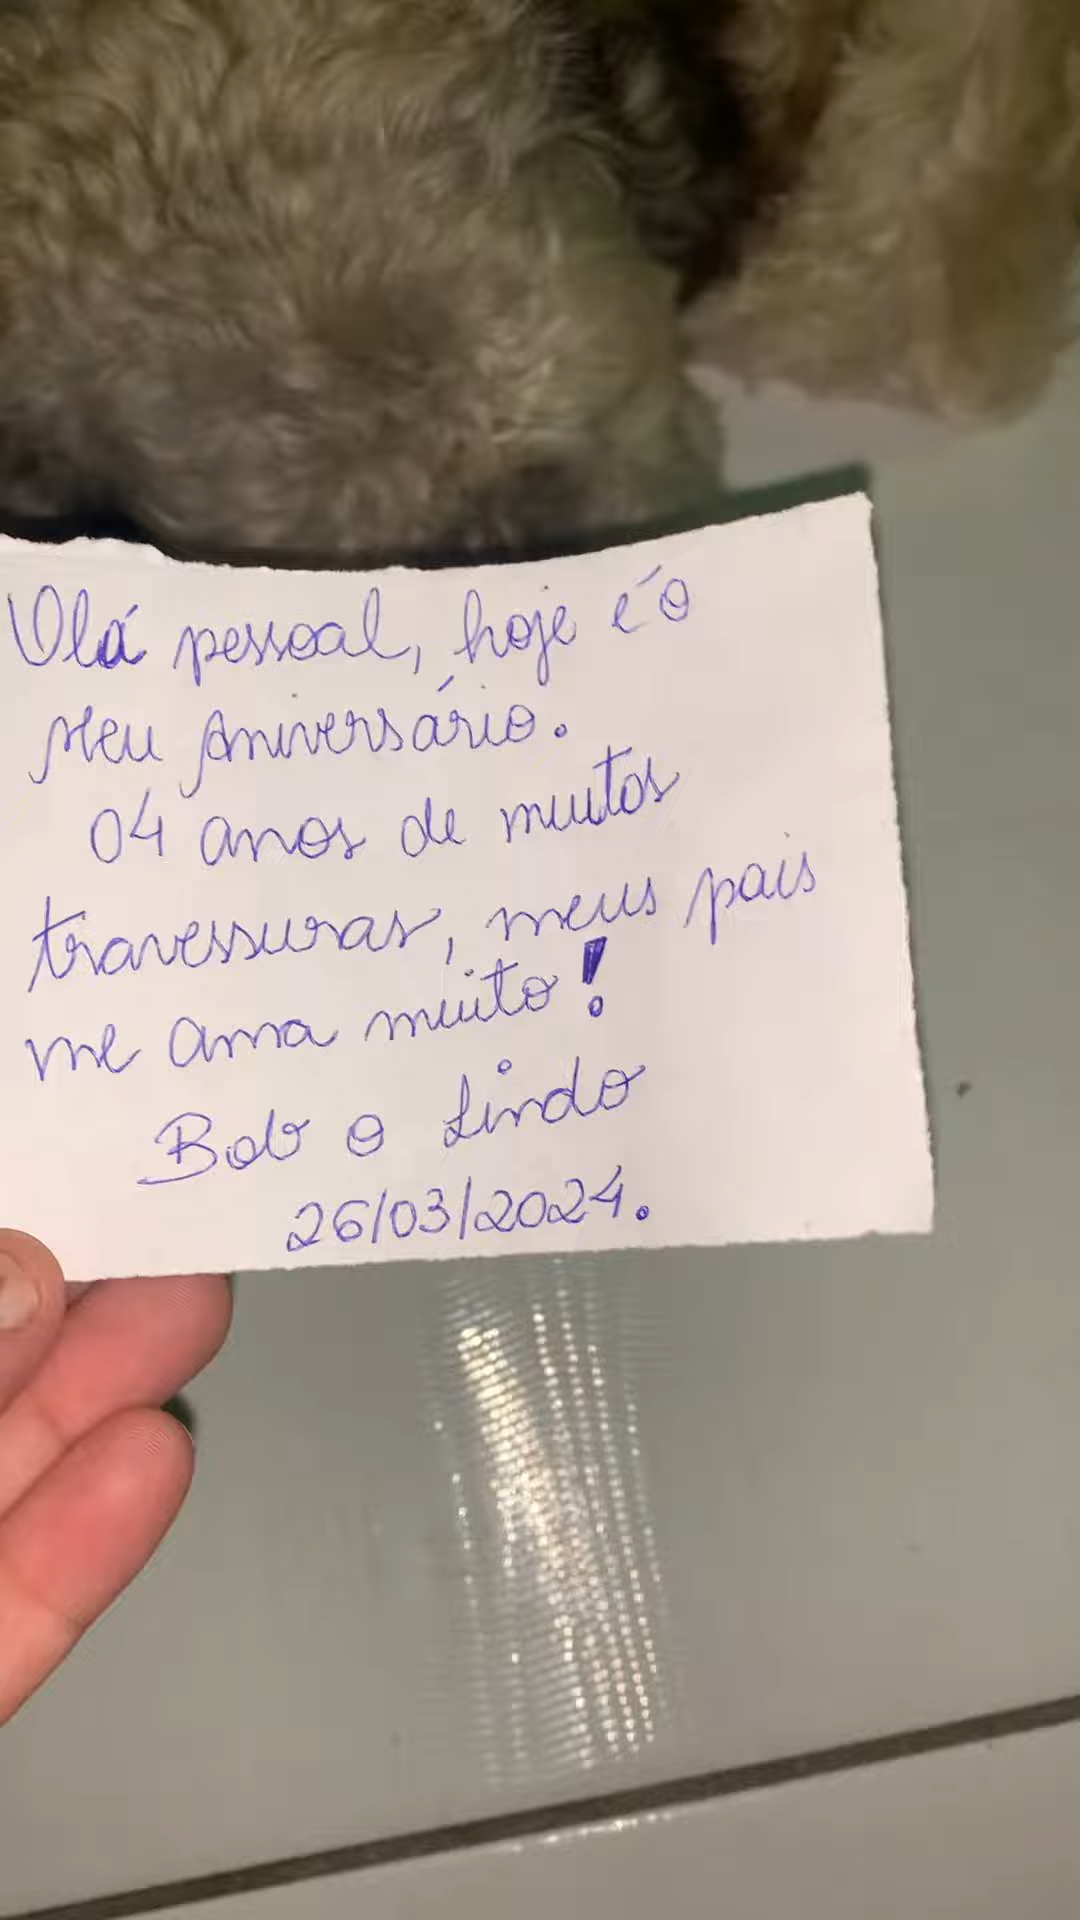 Olá pessoal, hoje é o
Meu Aniversário.
04 anos de muitos
travessuras, meus pais
me ama muito!
Bob o Lindo
26/03/2024.